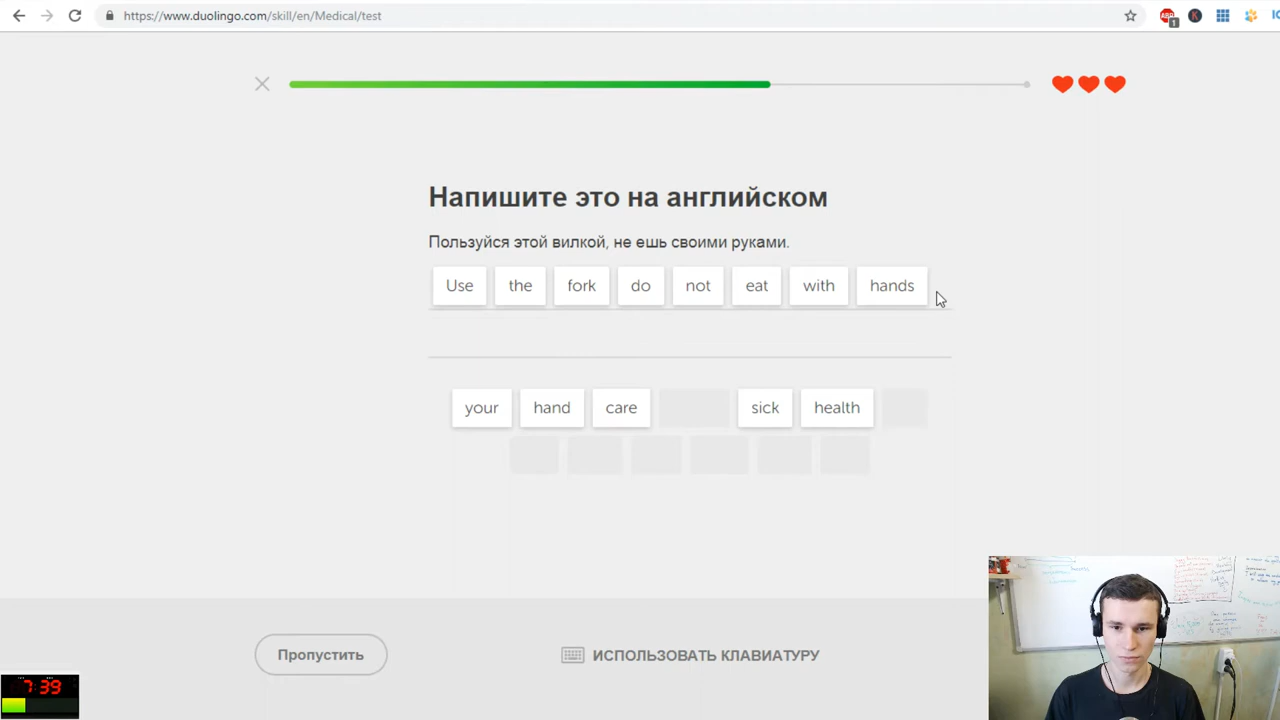 https://www.duolingo.com/skill/en/Medical/test
1
Напишите это на английском
Пользуйся этой вилкой, не ешь своими руками.
Use the fork do not eat with hands
your hand care sick health
Пропустить
ИСПОЛЬЗОВАТЬ КЛАВИАТУРУ
7:39